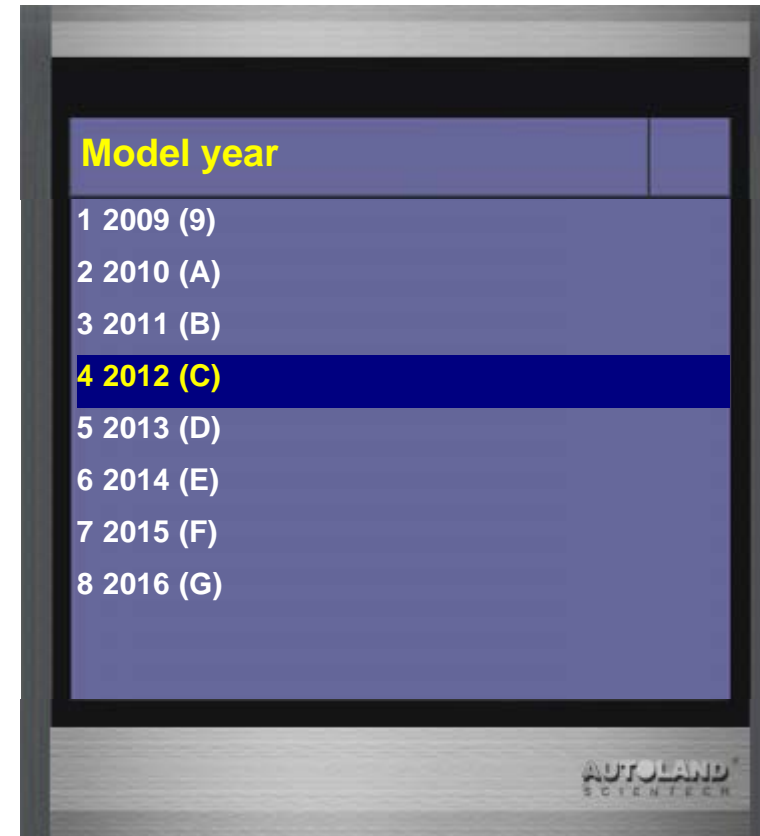 Model year
1 2009 (9)
2 2010 (A)
3 2011 (B)
4 2012 (C)
5 2013 (D)
6 2014 (E)
7 2015 (F)
8 2016 (G)
AUTOLAND
SCIENTECH